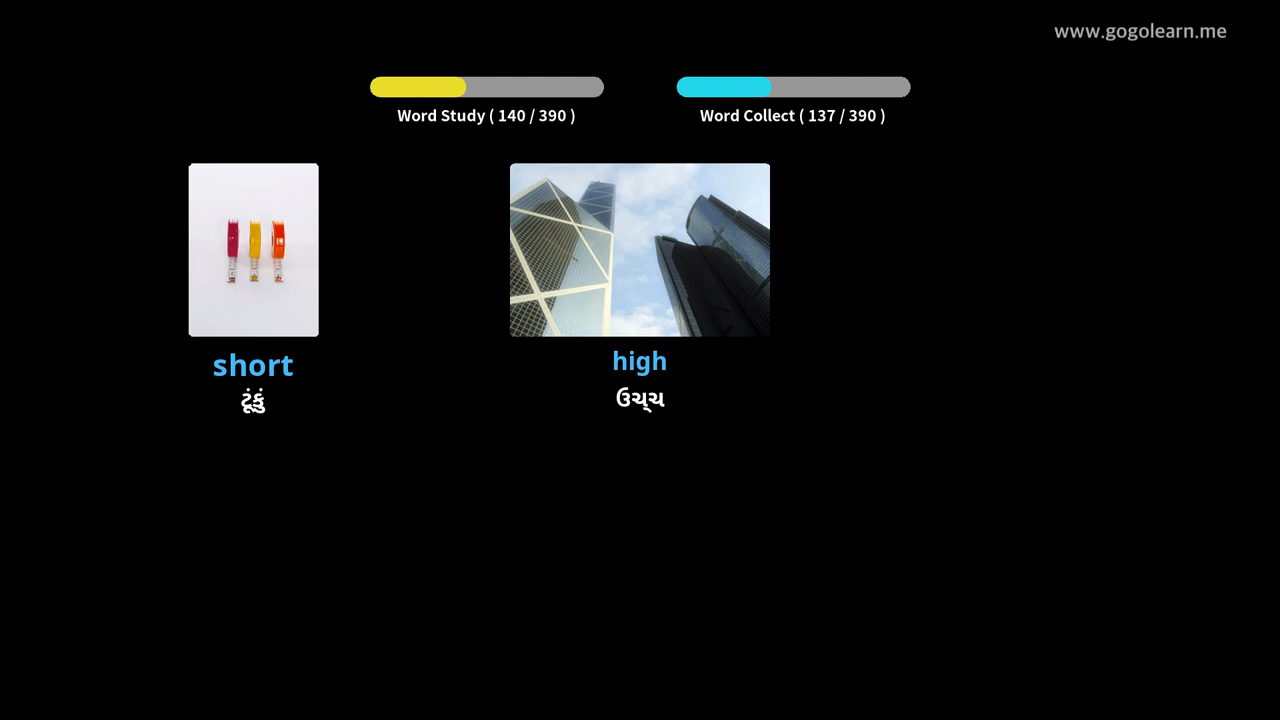 www.gogolearn.me
Word Study ( 140 / 390 )
Word Collect ( 137 / 390 )
short
ટૂંકું
high
ઉચ્ચ